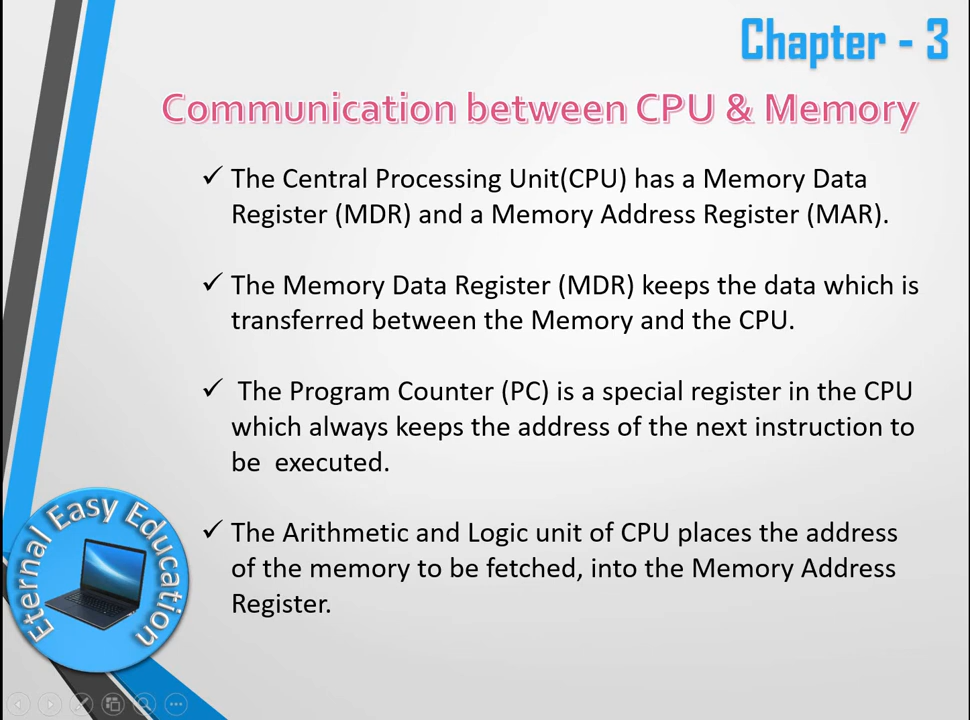 Chapter - 3
Communication between CPU & Memory
✓ The Central Processing Unit(CPU) has a Memory Data
Register (MDR) and a Memory Address Register (MAR).
✓ The Memory Data Register (MDR) keeps the data which is
transferred between the Memory and the CPU.
✓ The Program Counter (PC) is a special register in the CPU
which always keeps the address of the next instruction to
be executed.
✓ The Arithmetic and Logic unit of CPU places the address
of the memory to be fetched, into the Memory Address
Register.
Eternal Easy Education